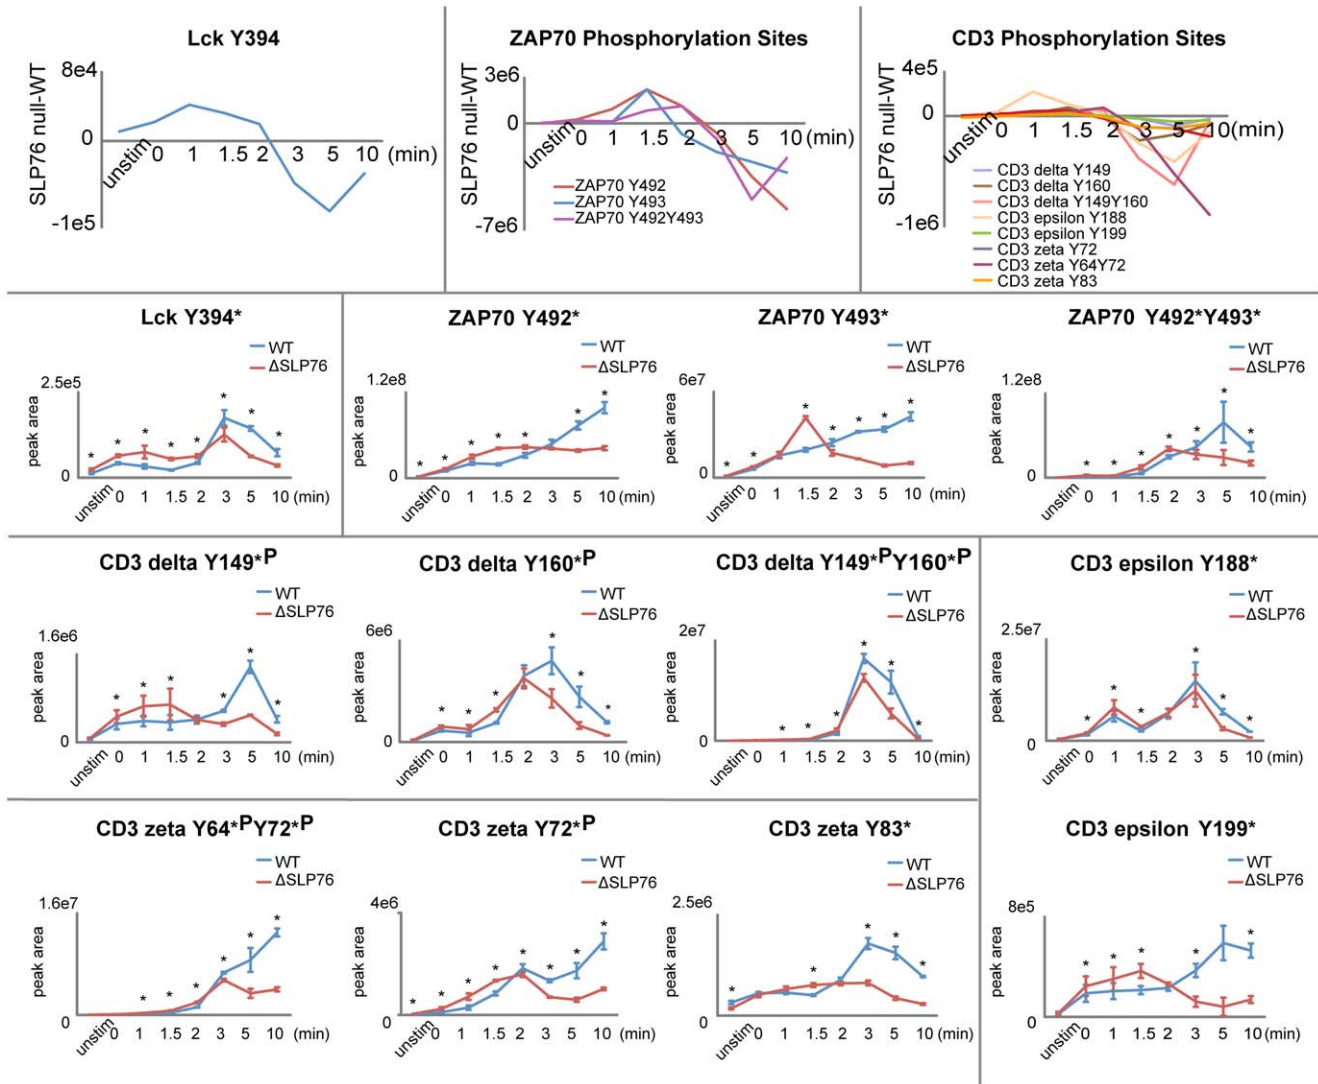 Lck Y394
8e4
SLP76 null-WT
0
unstim 0 1 1.5 2 3 5 10 (min)
-1e5
ZAP70 Phosphorylation Sites
3e6
SLP76 null-WT
0
unstim 0 1 1.5 2 3 5 10 (min)
ZAP70 Y492
ZAP70 Y493
ZAP70 Y492Y493
-7e6
CD3 Phosphorylation Sites
4e5
SLP76 null-WT
0
unstim 0 1 1.5 2 3 5 10 (min)
CD3 delta Y149
CD3 delta Y160
CD3 delta Y149Y160
CD3 epsilon Y188
CD3 epsilon Y199
CD3 zeta Y72
CD3 zeta Y64Y72
CD3 zeta Y83
-1e6
Lck Y394*
WT
ΔSLP76
2.5e5
peak area
* * * * * * * *
0
unstim 0 1 1.5 2 3 5 10 (min)
ZAP70 Y492*
WT
ΔSLP76
1.2e8
peak area
* * * * * * *
0
unstim 0 1 1.5 2 3 5 10 (min)
ZAP70 Y493*
WT
ΔSLP76
6e7
peak area
* * * * * * *
0
unstim 0 1 1.5 2 3 5 10 (min)
ZAP70 Y492*Y493*
WT
ΔSLP76
1.2e8
peak area
* * * * * * *
0
unstim 0 1 1.5 2 3 5 10 (min)
CD3 delta Y149*P
WT
ΔSLP76
1.6e6
peak area
* * * * * *
0
unstim 0 1 1.5 2 3 5 10 (min)
CD3 delta Y160*P
WT
ΔSLP76
6e6
peak area
* * * * * *
0
unstim 0 1 1.5 2 3 5 10 (min)
CD3 delta Y149*PY160*P
WT
ΔSLP76
2e7
peak area
* * * * *
0
unstim 0 1 1.5 2 3 5 10 (min)
CD3 epsilon Y188*
WT
ΔSLP76
2.5e7
peak area
* * * * * *
0
unstim 0 1 1.5 2 3 5 10 (min)
CD3 zeta Y64*PY72*P
WT
ΔSLP76
1.6e7
peak area
* * * * * *
0
unstim 0 1 1.5 2 3 5 10 (min)
CD3 zeta Y72*P
WT
ΔSLP76
4e6
peak area
* * * * * * * *
0
unstim 0 1 1.5 2 3 5 10 (min)
CD3 zeta Y83*
WT
ΔSLP76
2.5e6
peak area
* * * * *
0
unstim 0 1 1.5 2 3 5 10 (min)
CD3 epsilon Y199*
WT
ΔSLP76
8e5
peak area
* * * * *
0
unstim 0 1 1.5 2 3 5 10 (min)